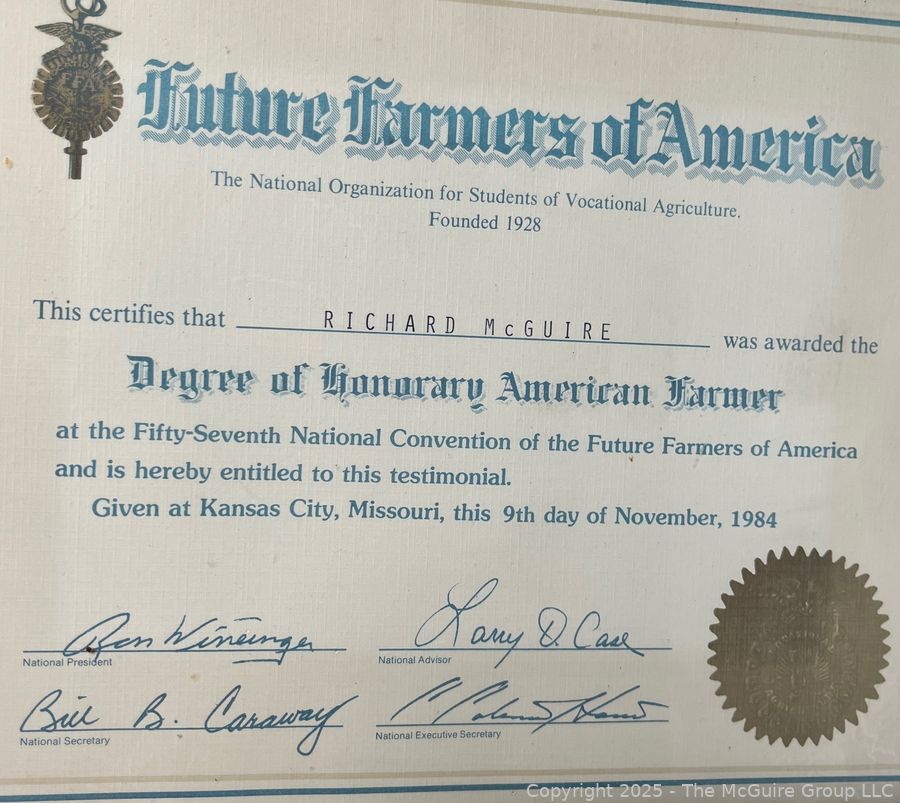 FFA
Future Farmers of America
The National Organization for Students of Vocational Agriculture.
Founded 1928
This certifies that RICHARD McGUIRE was awarded the
Degree of Honorary American Farmer
at the Fifty-Seventh National Convention of the Future Farmers of America
and is hereby entitled to this testimonial.
Given at Kansas City, Missouri, this 9th day of November, 1984
Ron Wineinger
National President
Larry D. Case
National Advisor
Bill B. Caraway
National Secretary
National Executive Secretary
Copyright 2025 - The McGuire Group LLC